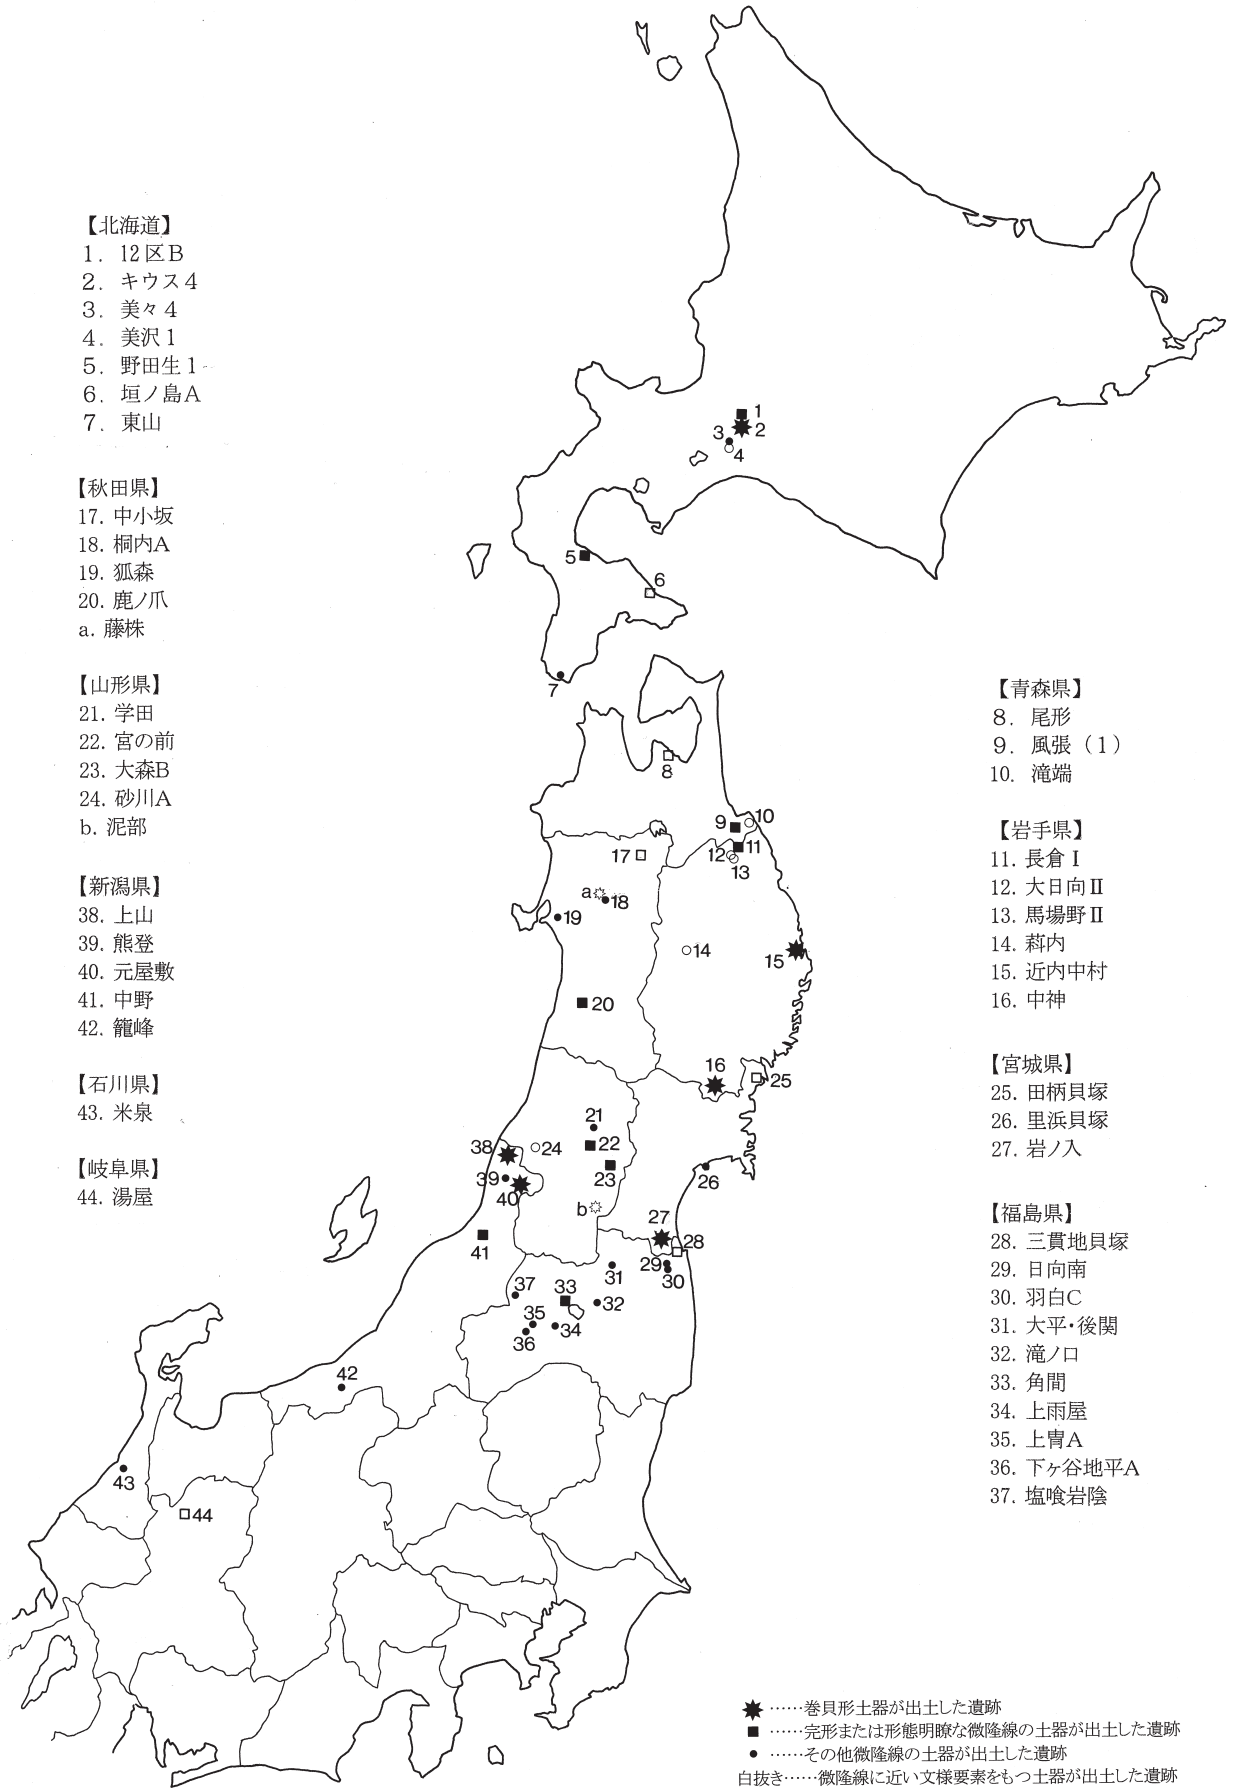 【北海道】
1. 12区B
2. キウス4
3. 美々4
4. 美沢1
5. 野田生1
6. 垣ノ島A
7. 東山
【秋田県】
17. 中小坂
18. 桐内A
19. 狐森
20. 鹿ノ爪
a. 藤株
【山形県】
21. 学田
22. 宮の前
23. 大森B
24. 砂川A
b. 泥部
【新潟県】
38. 上山
39. 熊登
40. 元屋敷
41. 中野
42. 籠峰
【石川県】
43. 米泉
【岐阜県】
44. 湯屋
1
2
3
4
5
6
7
8
9
10
11
12
13
14
15
16
17
a
18
19
20
21
22
23
24
25
26
27
28
29
30
31
32
33
34
35
36
37
38
39
40
b
41
42
43
44
【青森県】
8. 尾形
9. 風張（1）
10. 滝端
【岩手県】
11. 長倉Ⅰ
12. 大日向Ⅱ
13. 馬場野Ⅱ
14. 萪内
15. 近内中村
16. 中神
【宮城県】
25. 田柄貝塚
26. 里浜貝塚
27. 岩ノ入
【福島県】
28. 三貫地貝塚
29. 日向南
30. 羽白C
31. 大平・後関
32. 滝ノ口
33. 角間
34. 上雨屋
35. 上冑A
36. 下ヶ谷地平A
37. 塩喰岩陰
……巻貝形土器が出土した遺跡
……完形または形態明瞭な微隆線の土器が出土した遺跡
……その他微隆線の土器が出土した遺跡
白抜き……微隆線に近い文様要素をもつ土器が出土した遺跡